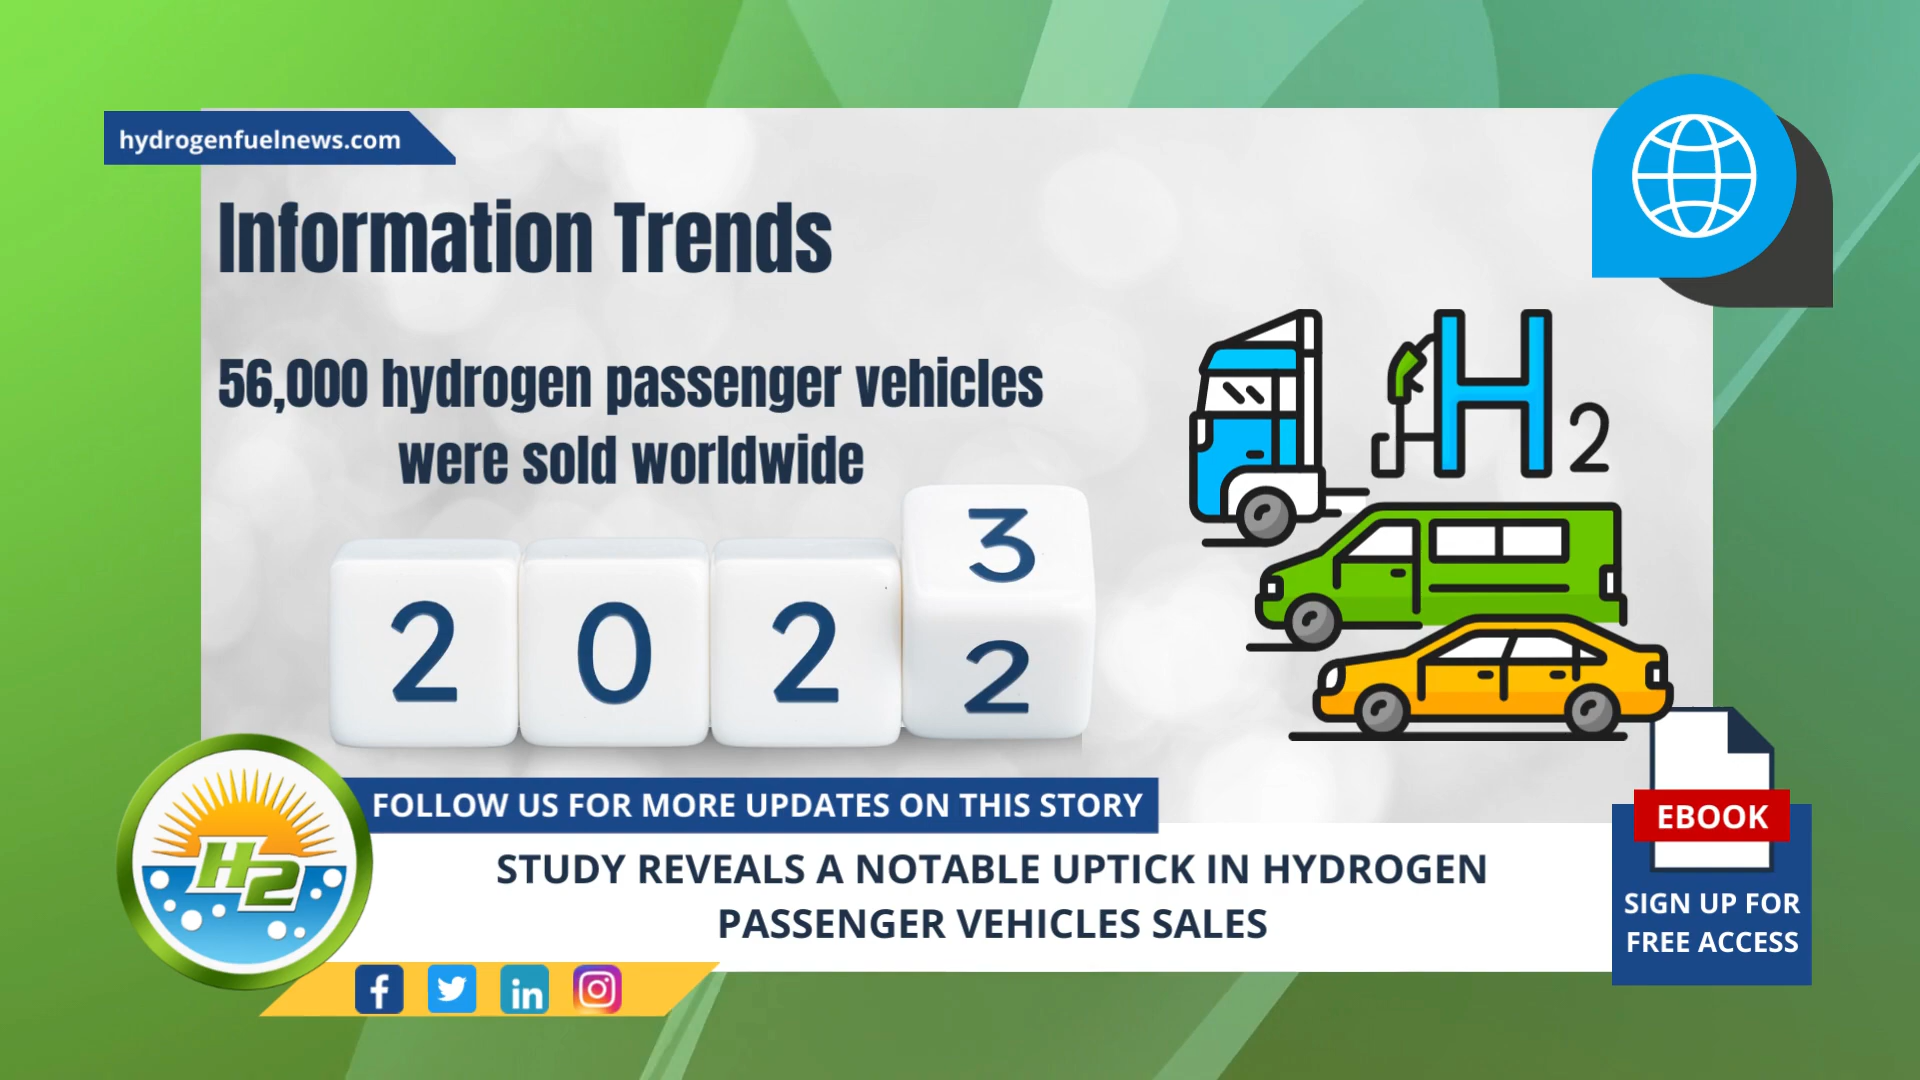 hydrogenfuelnews.com
Information Trends
56,000 hydrogen passenger vehicles
were sold worldwide
H2
3
2 0 2 2
FOLLOW US FOR MORE UPDATES ON THIS STORY
STUDY REVEALS A NOTABLE UPTICK IN HYDROGEN
PASSENGER VEHICLES SALES
H2
EBOOK
SIGN UP FOR
FREE ACCESS
f
in